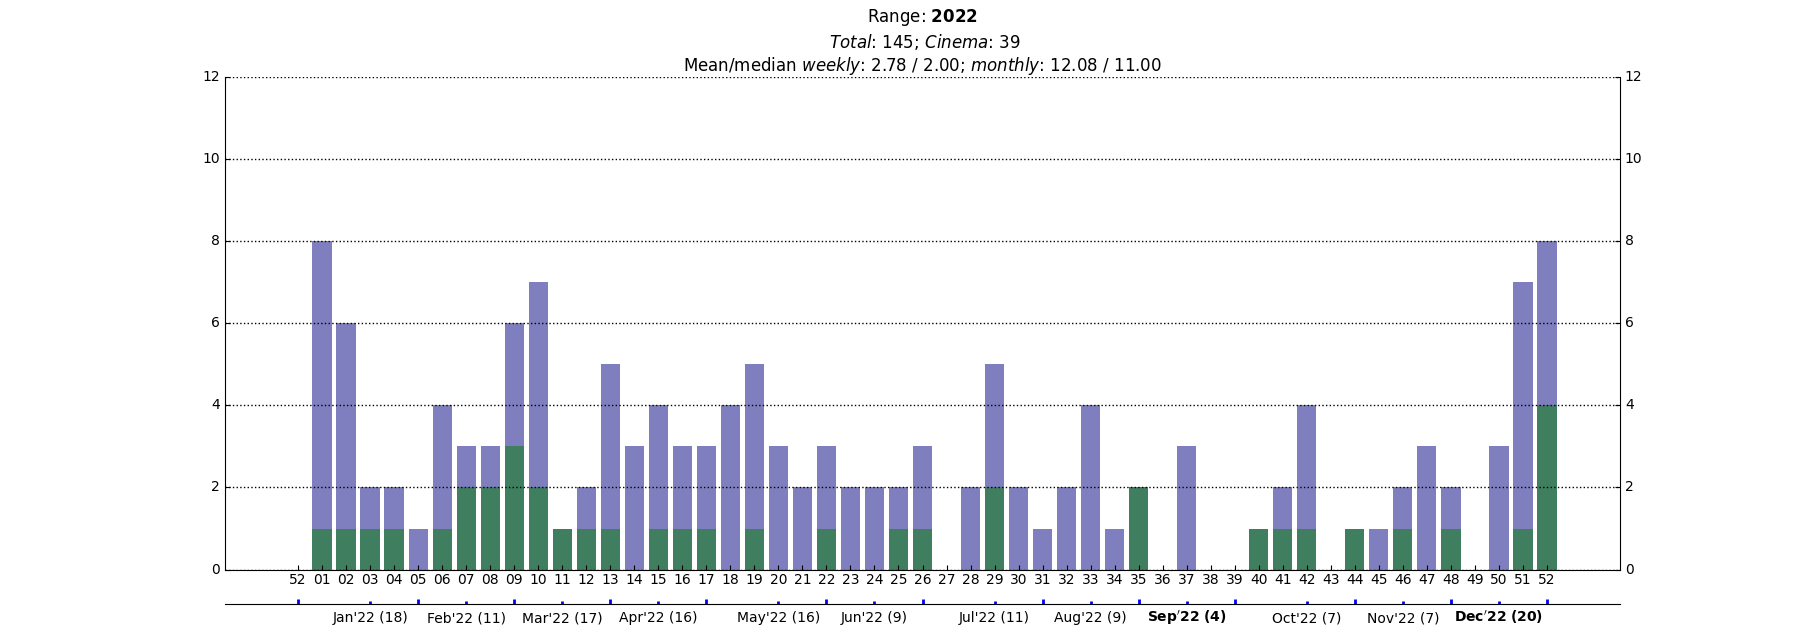 Range: 2022
Total: 145; Cinema: 39
Mean/median weekly: 2.78 / 2.00; monthly: 12.08 / 11.00
12 12
10 10
8 8
6 6
4 4
2 2
0 0
52 01 02 03 04 05 06 07 08 09 10 11 12 13 14 15 16 17 18 19 20 21 22 23 24 25 26 27 28 29 30 31 32 33 34 35 36 37 38 39 40 41 42 43 44 45 46 47 48 49 50 51 52
Jan'22 (18) Feb'22 (11) Mar'22 (17) Apr'22 (16) May'22 (16) Jun'22 (9) Jul'22 (11) Aug'22 (9) Sep'22 (4) Oct'22 (7) Nov'22 (7) Dec'22 (20)